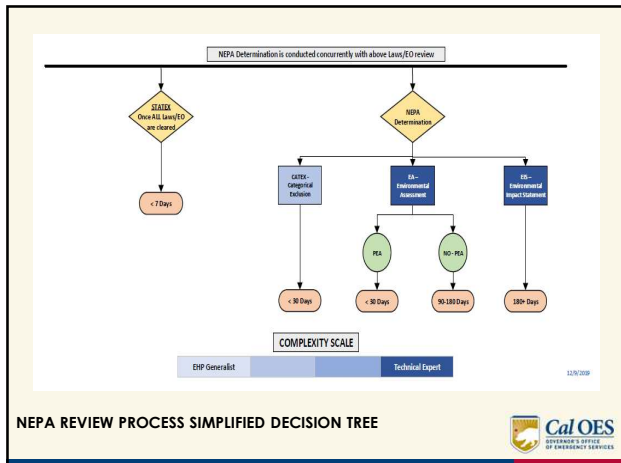 NEPA Determination is conducted concurrently with above Laws/EO review
STATEX
Once ALL Laws/EO
are cleared
NEPA
Determination
CATEX -
Categorical
Exclusion
EA –
Environmental
Assessment
EIS –
Environmental
Impact Statement
< 7 Days
PEA
NO - PEA
< 30 Days
< 30 Days
90-180 Days
180+ Days
COMPLEXITY SCALE
EHP Generalist
Technical Expert
12/9/2019
NEPA REVIEW PROCESS SIMPLIFIED DECISION TREE
Cal OES
GOVERNOR'S OFFICE
OF EMERGENCY SERVICES